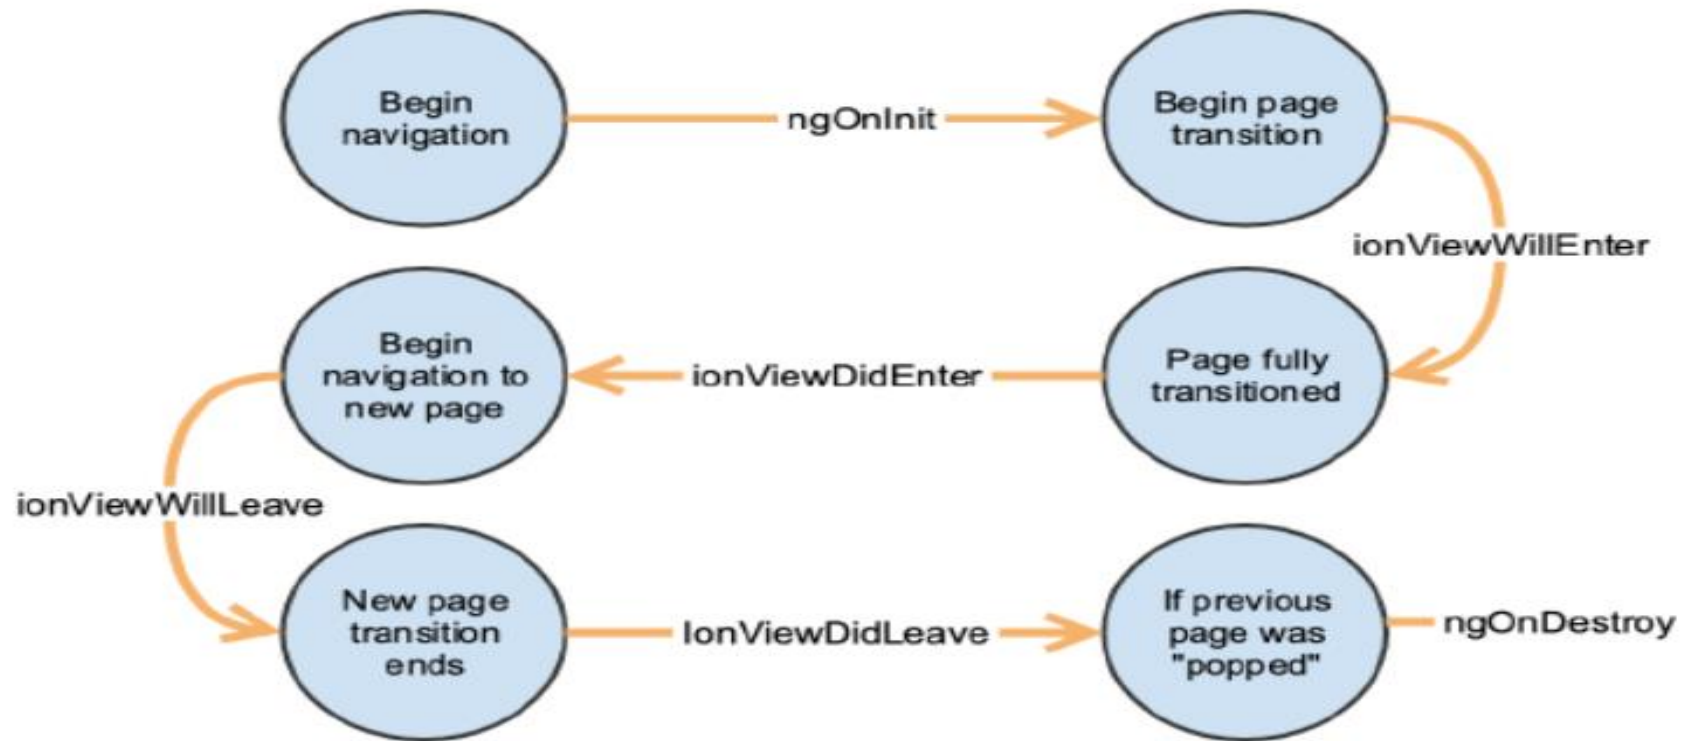 Begin
navigation
ngOnInit
Begin page
transition
ionViewWillEnter
Page fully
transitioned
ionViewDidEnter
Begin
navigation to
new page
ionViewWillLeave
New page
transition
ends
IonViewDidLeave
If previous
page was
"popped"
ngOnDestroy